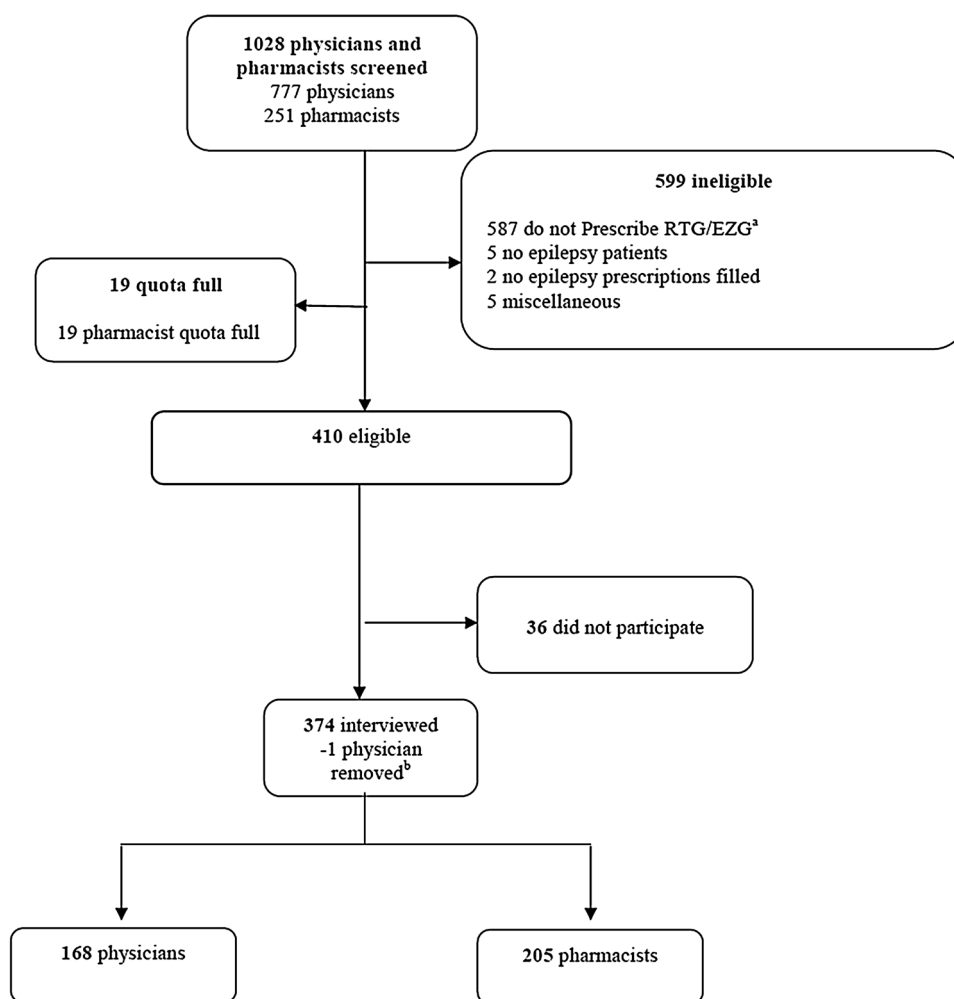 1028 physicians and
pharmacists screened
777 physicians
251 pharmacists
599 ineligible
587 do not Prescribe RTG/EZGᵃ
5 no epilepsy patients
2 no epilepsy prescriptions filled
5 miscellaneous
19 quota full
19 pharmacist quota full
410 eligible
36 did not participate
374 interviewed
-1 physician
removedᵇ
168 physicians
205 pharmacists